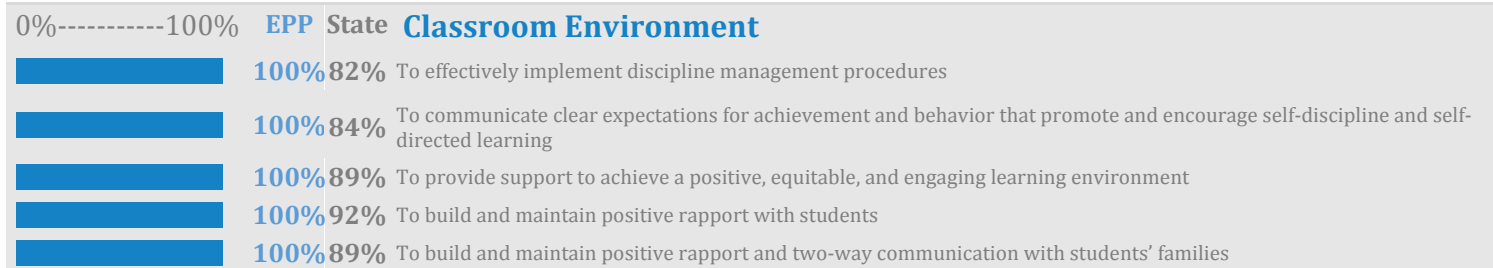 0%-----------100% EPP State Classroom Environment
100% 82% To effectively implement discipline management procedures
100% 84% To communicate clear expectations for achievement and behavior that promote and encourage self-discipline and self-
directed learning
100% 89% To provide support to achieve a positive, equitable, and engaging learning environment
100% 92% To build and maintain positive rapport with students
100% 89% To build and maintain positive rapport and two-way communication with students’ families